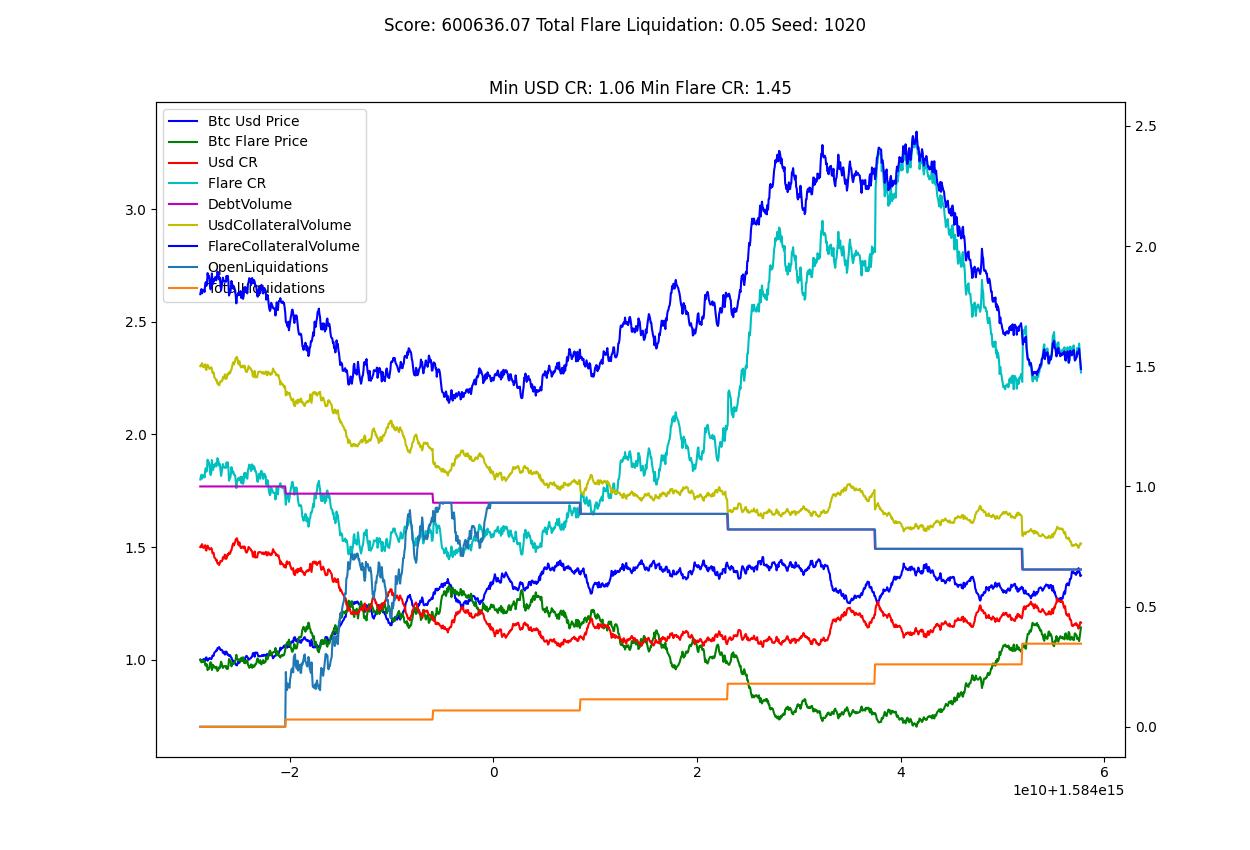 Score: 600636.07 Total Flare Liquidation: 0.05 Seed: 1020
Min USD CR: 1.06 Min Flare CR: 1.45
Btc Usd Price
Btc Flare Price
Usd CR
Flare CR
DebtVolume
UsdCollateralVolume
FlareCollateralVolume
OpenLiquidations
TotalLiquidations
3.0
2.5
2.0
1.5
1.0
2.5
2.0
1.5
1.0
0.5
0.0
−2
0
2
4
6
1e10+1.584e15